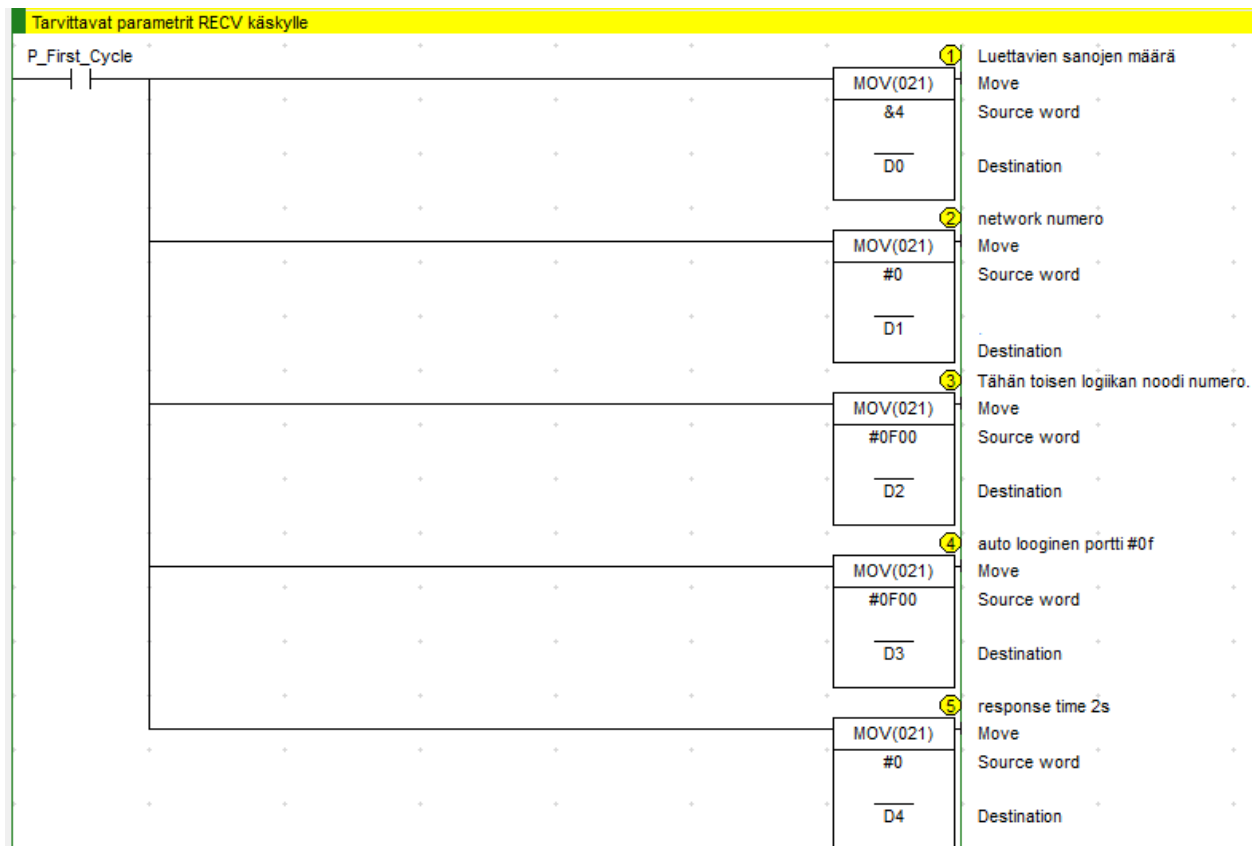 Tarvittavat parametrit RECV käskylle
P_First_Cycle
1 Luettavien sanojen määrä
MOV(021) Move
&4 Source word
D0 Destination
2 network numero
MOV(021) Move
#0 Source word
D1
Destination
3 Tähän toisen logiikan noodi numero.
MOV(021) Move
#0F00 Source word
D2 Destination
4 auto looginen portti #0f
MOV(021) Move
#0F00 Source word
D3 Destination
5 response time 2s
MOV(021) Move
#0 Source word
D4 Destination